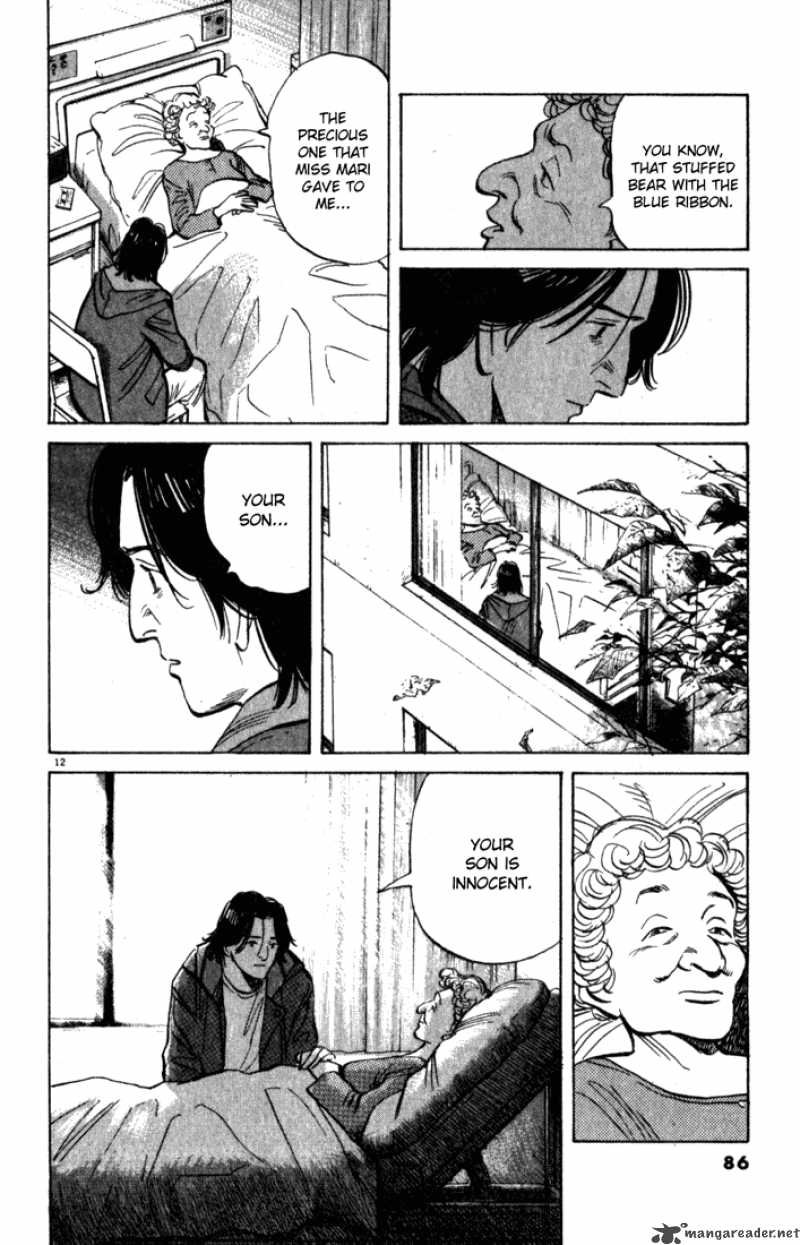 YOU KNOW,
THAT STUFFED
BEAR WITH THE
BLUE RIBBON.
THE
PRECIOUS
ONE THAT
MISS MARI
GAVE TO
ME...
YOUR
SON...
12
YOUR
SON IS
INNOCENT.
86
mangareader.net